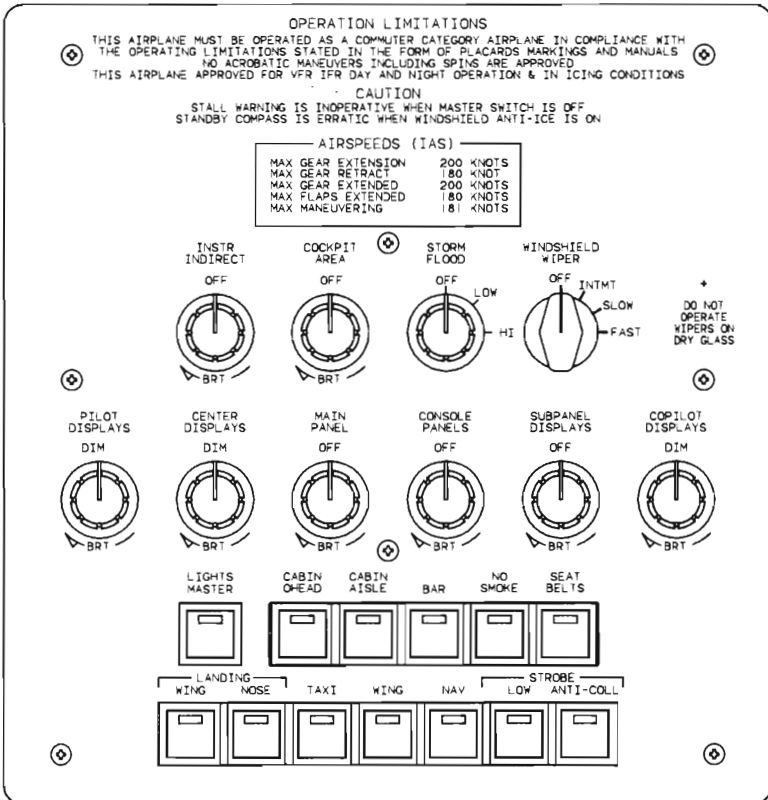 OPERATION LIMITATIONS
THIS AIRPLANE MUST BE OPERATED AS A COMMUTER CATEGORY AIRPLANE IN COMPLIANCE WITH
THE OPERATING LIMITATIONS STATED IN THE FORM OF PLACARDS MARKINGS AND MANUALS
NO ACROBATIC MANEUVERS INCLUDING SPINS ARE APPROVED
THIS AIRPLANE APPROVED FOR VFR IFR DAY AND NIGHT OPERATION & IN ICING CONDITIONS
CAUTION
STALL WARNING IS INOPERATIVE WHEN MASTER SWITCH IS OFF
STANDBY COMPASS IS ERRATIC WHEN WINDSHIELD ANTI-ICE IS ON
AIRSPEEDS (IAS)
MAX GEAR EXTENSION 200 KNOTS
MAX GEAR RETRACT 180 KNOT
MAX GEAR EXTENDED 200 KNOTS
MAX FLAPS EXTENDED 180 KNOTS
MAX MANEUVERING 181 KNOTS
INSTR
INDIRECT
OFF
BRT
COCKPIT
AREA
OFF
BRT
STORM
FLOOD
OFF
LOW
HI
WINDSHIELD
WIPER
OFF
INTMT
SLOW
FAST
+
DO NOT
OPERATE
WIPERS ON
DRY GLASS
PILOT
DISPLAYS
DIM
BRT
CENTER
DISPLAYS
DIM
BRT
MAIN
PANEL
OFF
BRT
CONSOLE
PANELS
OFF
BRT
SUBPANEL
DISPLAYS
OFF
BRT
COPILOT
DISPLAYS
DIM
BRT
LIGHTS
MASTER
CABIN
OHEAD
CABIN
AISLE
BAR
NO
SMOKE
SEAT
BELTS
LANDING
WING NOSE
TAXI
WING
NAV
STROBE
LOW ANTI-COLL